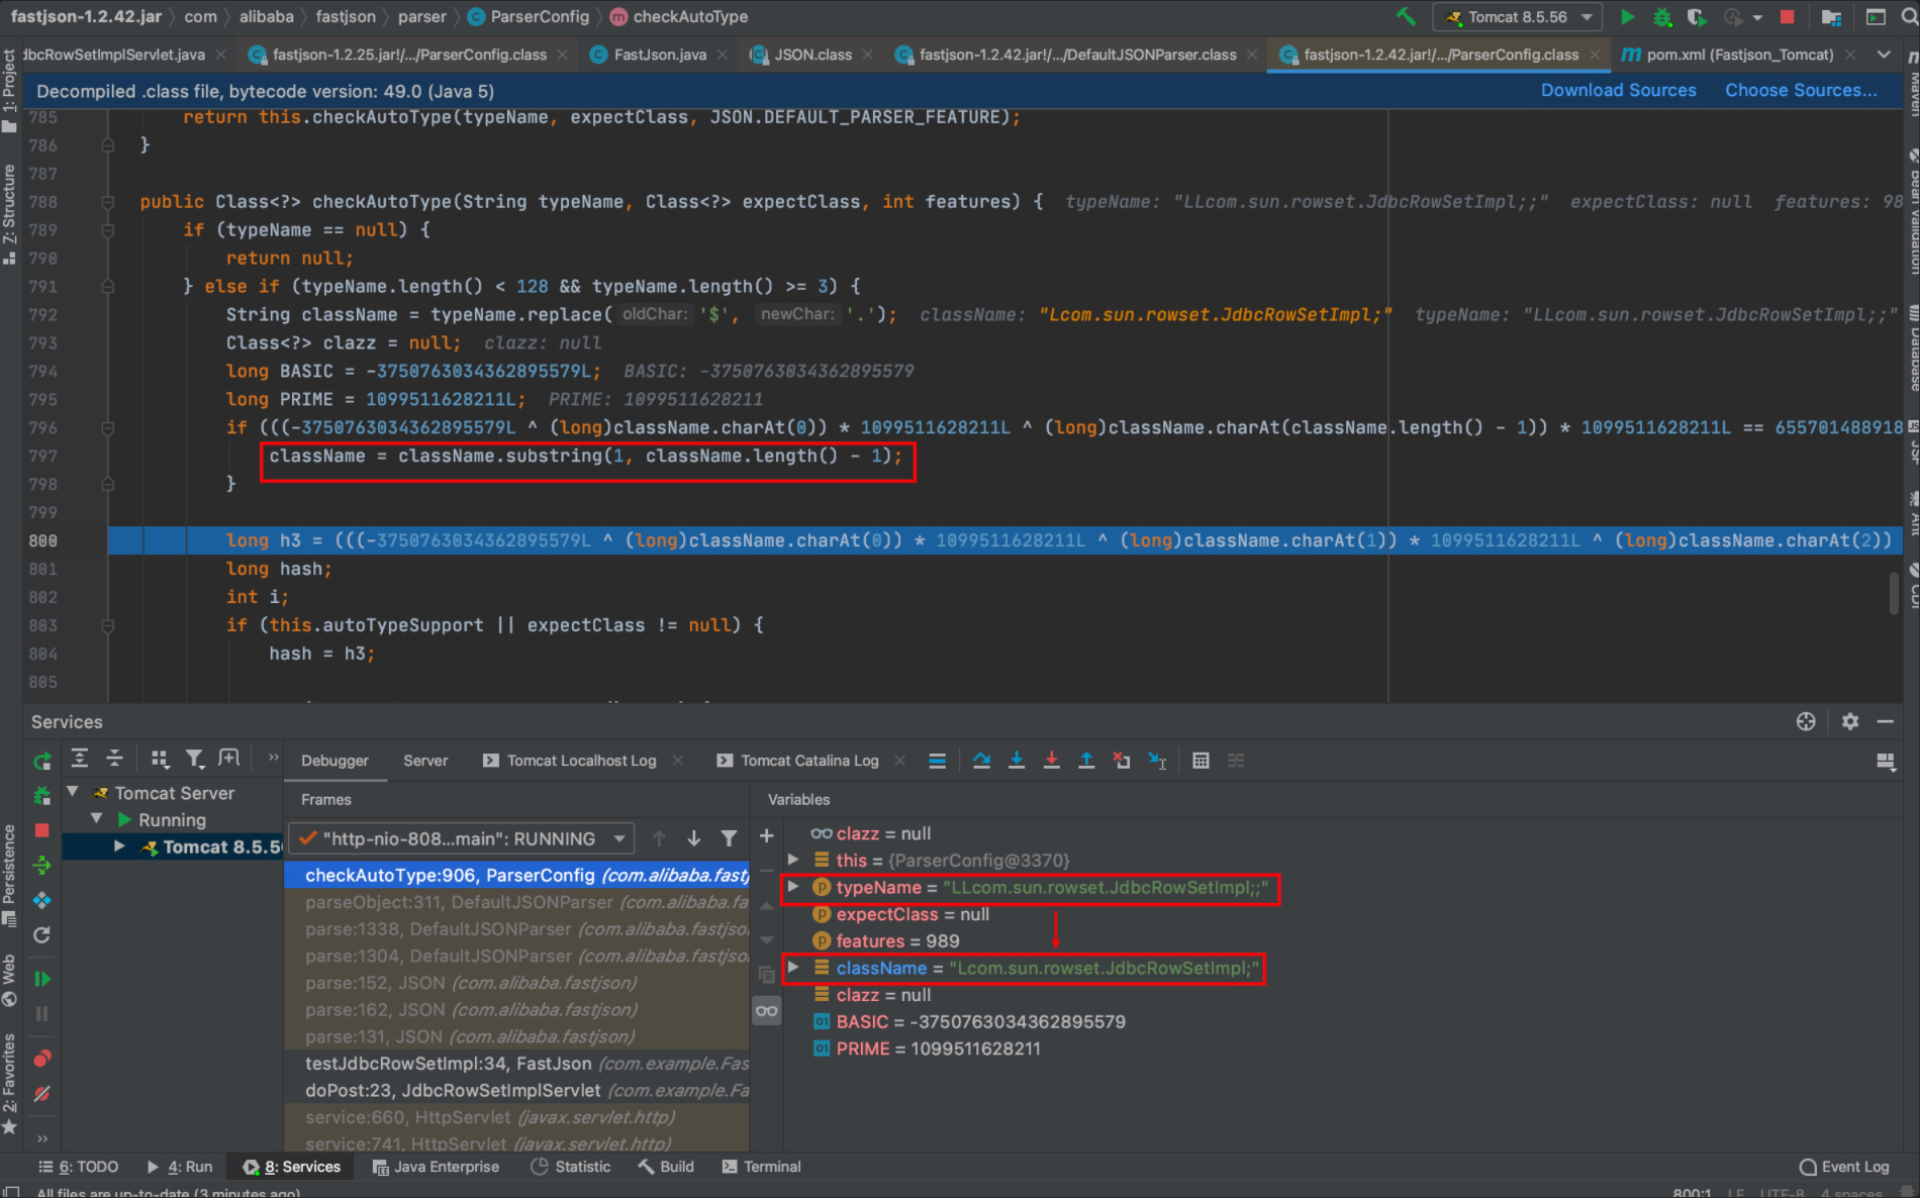 fastjson-1.2.42.jar com alibaba fastjson parser ParserConfig checkAutoType
Tomcat 8.5.56
dbcRowSetImplServlet.java fastjson-1.2.25.jar!/.../ParserConfig.class FastJson.java JSON.class fastjson-1.2.42.jar!/.../DefaultJSONParser.class fastjson-1.2.42.jar!/.../ParserConfig.class pom.xml (Fastjson_Tomcat)
Decompiled .class file, bytecode version: 49.0 (Java 5) Download Sources Choose Sources...
785 return this.checkAutoType(typeName, expectClass, JSON.DEFAULT_PARSER_FEATURE);
786 }
787
788 public Class<?> checkAutoType(String typeName, Class<?> expectClass, int features) { typeName: "LLcom.sun.rowset.JdbcRowSetImpl;;" expectClass: null features: 98
789 if (typeName == null) {
790 return null;
791 } else if (typeName.length() < 128 && typeName.length() >= 3) {
792 String className = typeName.replace( oldChar: '$', newChar: '.'); className: "Lcom.sun.rowset.JdbcRowSetImpl;" typeName: "LLcom.sun.rowset.JdbcRowSetImpl;;"
793 Class<?> clazz = null; clazz: null
794 long BASIC = -3750763034362895579L; BASIC: -3750763034362895579
795 long PRIME = 1099511628211L; PRIME: 1099511628211
796 if (((-3750763034362895579L ^ (long)className.charAt(0)) * 1099511628211L ^ (long)className.charAt(className.length() - 1)) * 1099511628211L == 655701488918
797 className = className.substring(1, className.length() - 1);
798 }
799
800 long h3 = (((-3750763034362895579L ^ (long)className.charAt(0)) * 1099511628211L ^ (long)className.charAt(1)) * 1099511628211L ^ (long)className.charAt(2))
801 long hash;
802 int i;
803 if (this.autoTypeSupport || expectClass != null) {
804 hash = h3;
805
1: Project
Z: Structure
Persistence
Web
2: Favorites
Maven
Bean Validation
Database
JSF
Ant
CDI
Services
Debugger Server Tomcat Localhost Log Tomcat Catalina Log
Tomcat Server
Running
Tomcat 8.5.5
Frames
"http-nio-808...main": RUNNING
checkAutoType:906, ParserConfig (com.alibaba.fastj
parseObject:311, DefaultJSONParser (com.alibaba.fa
parse:1338, DefaultJSONParser (com.alibaba.fastjso
parse:1304, DefaultJSONParser (com.alibaba.fastjso
parse:152, JSON (com.alibaba.fastjson)
parse:162, JSON (com.alibaba.fastjson)
parse:131, JSON (com.alibaba.fastjson)
testJdbcRowSetImpl:34, FastJson (com.example.Fas
doPost:23, JdbcRowSetImplServlet (com.example.Fa
service:660, HttpServlet (javax.servlet.http)
service:741, HttpServlet (javax.servlet.http)
Variables
clazz = null
this = {ParserConfig@3370}
typeName = "LLcom.sun.rowset.JdbcRowSetImpl;;"
expectClass = null
features = 989
className = "Lcom.sun.rowset.JdbcRowSetImpl;"
clazz = null
BASIC = -3750763034362895579
PRIME = 1099511628211
6: TODO 4: Run 8: Services Java Enterprise Statistic Build Terminal Event Log
All files are up-to-date (3 minutes ago) 800:1 LF UTF-8 4 spaces